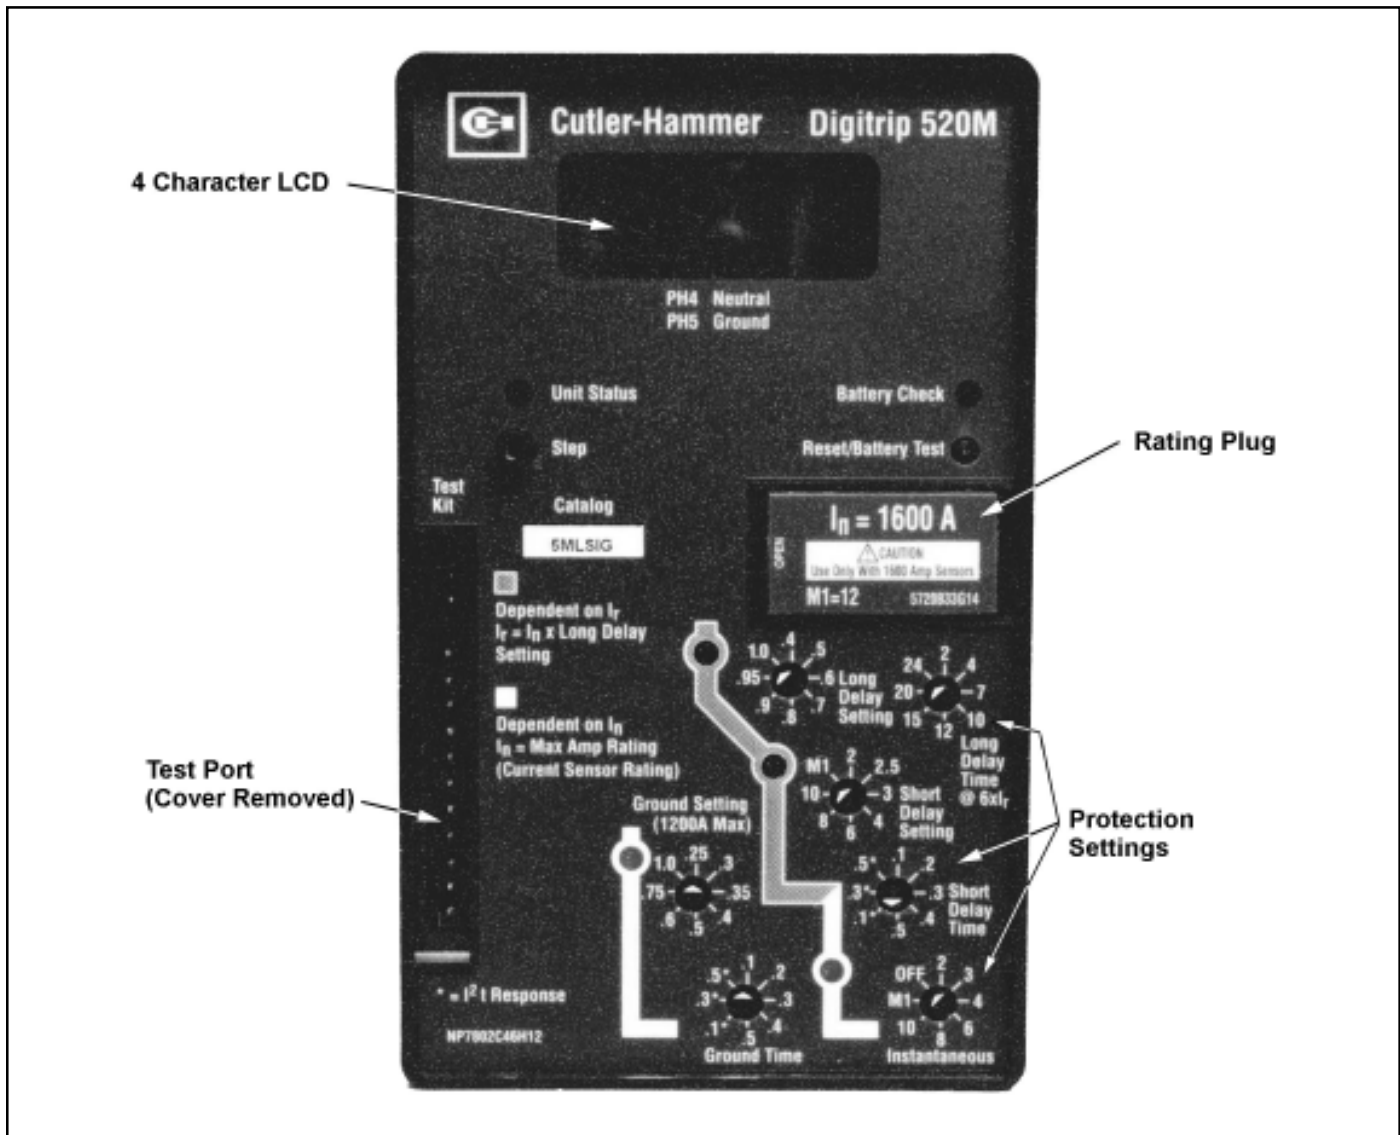 Cutler-Hammer Digitrip 520M
4 Character LCD
PH4 Neutral
PH5 Ground
Unit Status
Battery Check
Step
Reset/Battery Test
Rating Plug
Test
Kit
Catalog
5MLSIG
OPEN
In = 1600 A
CAUTION
Use Only With 1600 Amp Sensors
M1=12 5729B33G14
Dependent on Ir
Ir = In x Long Delay
Setting
Dependent on In
In = Max Amp Rating
(Current Sensor Rating)
1.0 .4 .5
.95 .6
.9 .8 .7
Long
Delay
Setting
24 2 4
20 7
15 12 10
Long
Delay
Time
@ 6xIr
Test Port
(Cover Removed)
M1 2 2.5
10 3
8 6 4
Short
Delay
Setting
Protection
Settings
Ground Setting
(1200A Max)
1.0 .25 .3
.75 .35
.6 .5 .4
.5* .1 .2
.3* .3
.1* .5 .4
Short
Delay
Time
* = I² t Response
NP7802C46H12
.5* .1 .2
.3* .3
.1* .5 .4
Ground Time
OFF 2 3
M1 4
10 8 6
Instantaneous